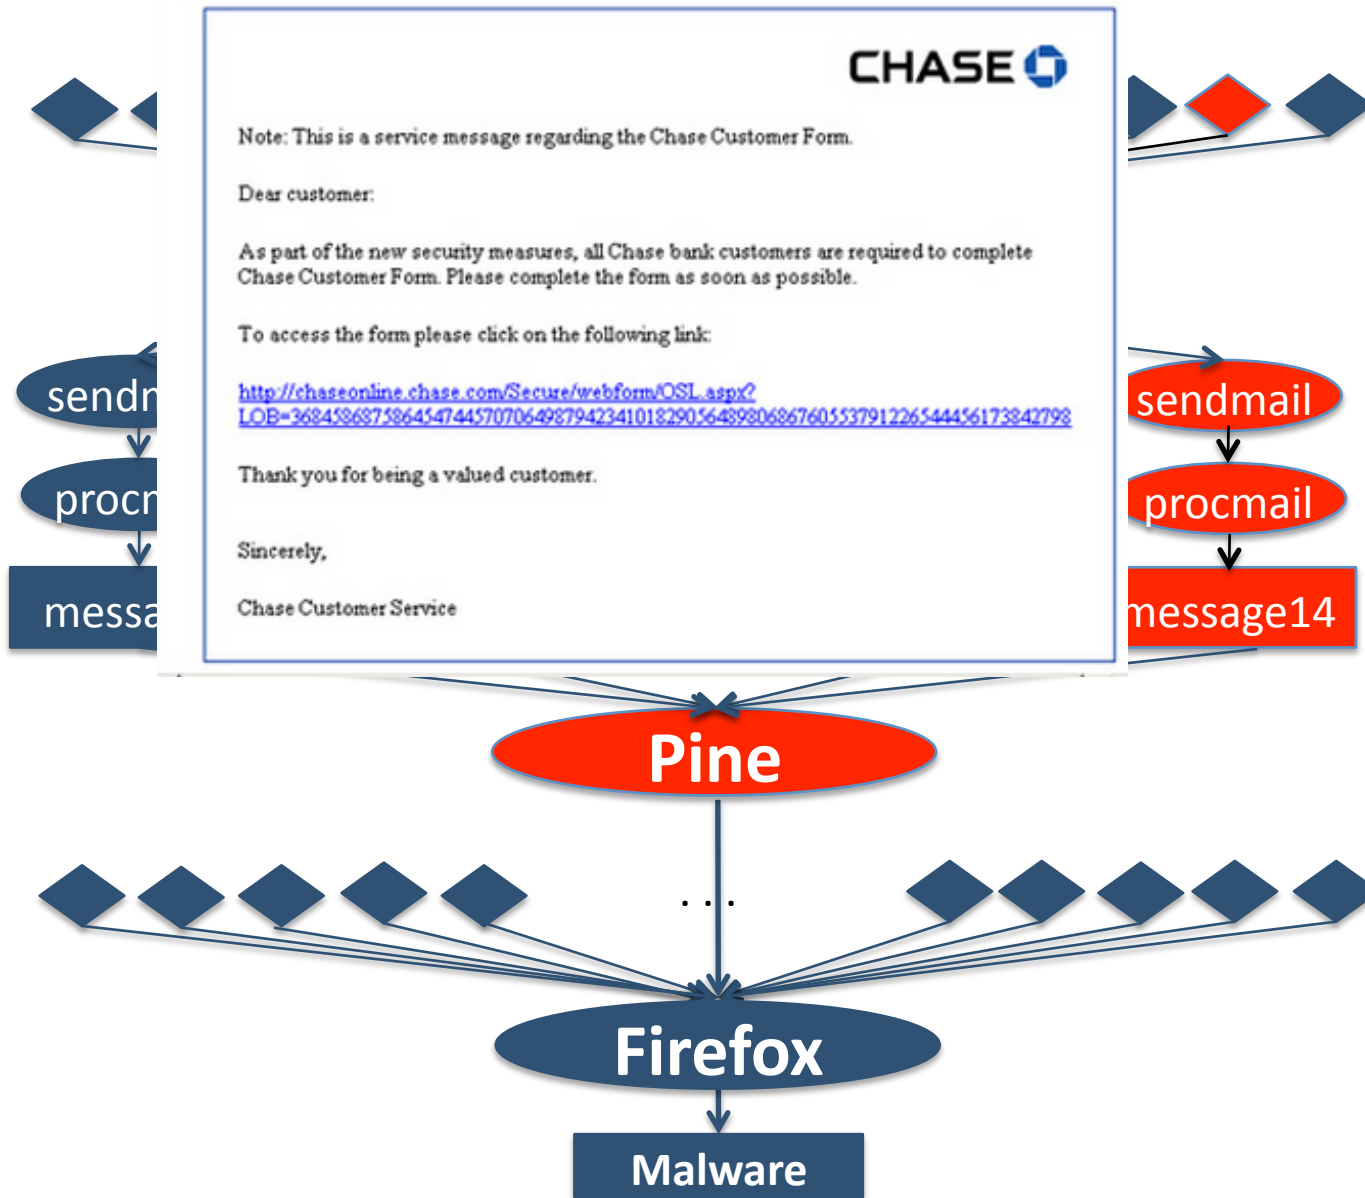 CHASE
Note: This is a service message regarding the Chase Customer Form.
Dear customer:
As part of the new security measures, all Chase bank customers are required to complete
Chase Customer Form. Please complete the form as soon as possible.
To access the form please click on the following link:
http://chaseonline.chase.com/Secure/webform/OSL.aspx?
LOB=36845868758645474457070649879423410182905648980686760553791226544456173842798
Thank you for being a valued customer.
Sincerely,
Chase Customer Service
sendmail
procmail
message14
Pine
. . .
Firefox
Malware